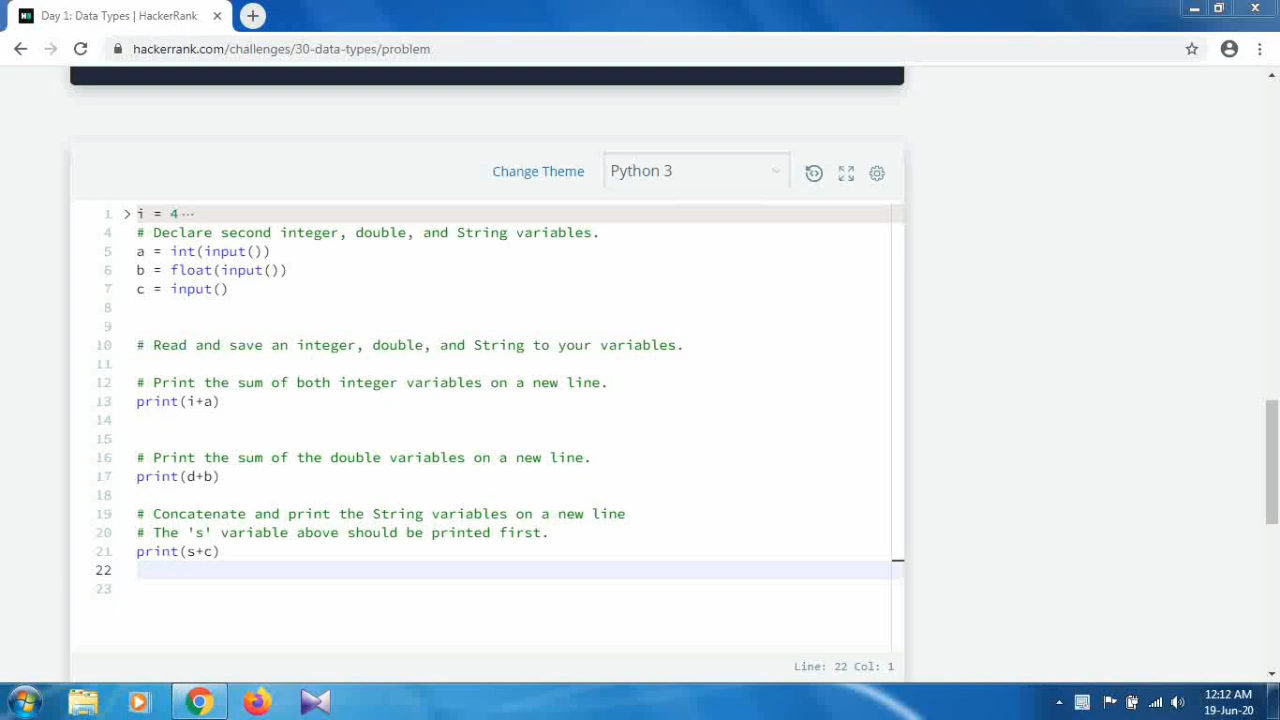 Day 1: Data Types | HackerRank
hackerrank.com/challenges/30-data-types/problem
Change Theme
Python 3
1 i = 4 ···
4 # Declare second integer, double, and String variables.
5 a = int(input())
6 b = float(input())
7 c = input()
8
9
10 # Read and save an integer, double, and String to your variables.
11
12 # Print the sum of both integer variables on a new line.
13 print(i+a)
14
15
16 # Print the sum of the double variables on a new line.
17 print(d+b)
18
19 # Concatenate and print the String variables on a new line
20 # The 's' variable above should be printed first.
21 print(s+c)
22
23
Line: 22 Col: 1
12:12 AM
19-Jun-20